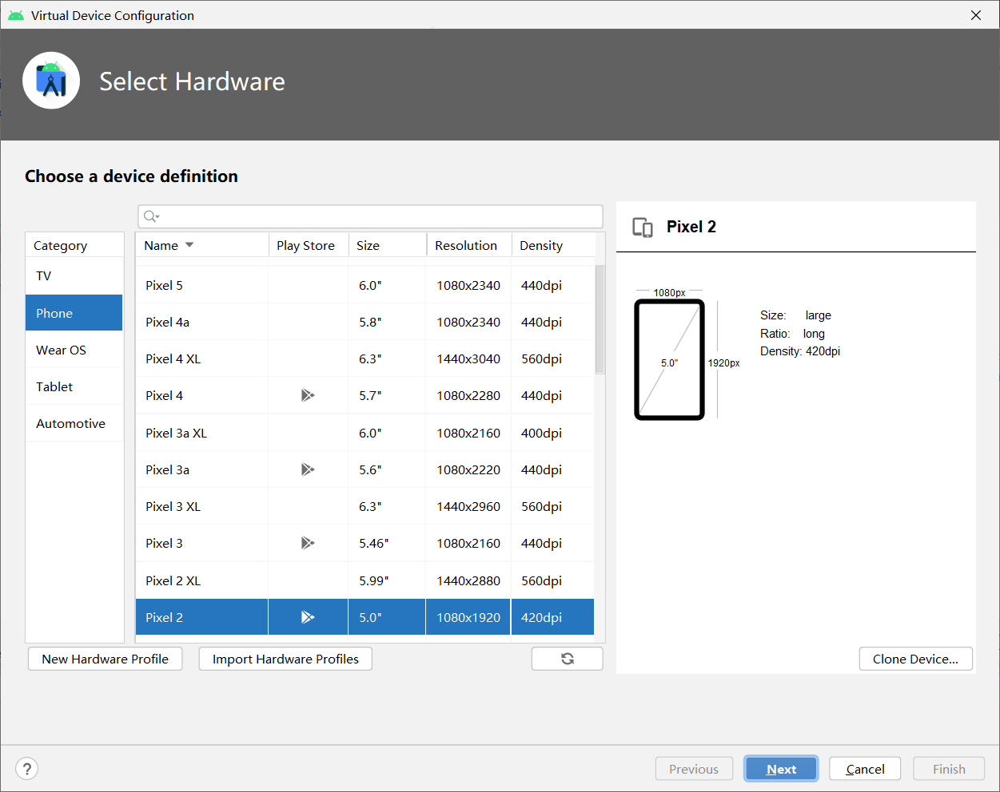 Virtual Device Configuration
Select Hardware
Choose a device definition
Category
TV
Phone
Wear OS
Tablet
Automotive
Name Play Store Size Resolution Density
Pixel 5 6.0" 1080x2340 440dpi
Pixel 4a 5.8" 1080x2340 440dpi
Pixel 4 XL 6.3" 1440x3040 560dpi
Pixel 4 5.7" 1080x2280 440dpi
Pixel 3a XL 6.0" 1080x2160 400dpi
Pixel 3a 5.6" 1080x2220 440dpi
Pixel 3 XL 6.3" 1440x2960 560dpi
Pixel 3 5.46" 1080x2160 440dpi
Pixel 2 XL 5.99" 1440x2880 560dpi
Pixel 2 5.0" 1080x1920 420dpi
New Hardware Profile
Import Hardware Profiles
Pixel 2
1080px
5.0"
1920px
Size: large
Ratio: long
Density: 420dpi
Clone Device...
?
Previous
Next
Cancel
Finish